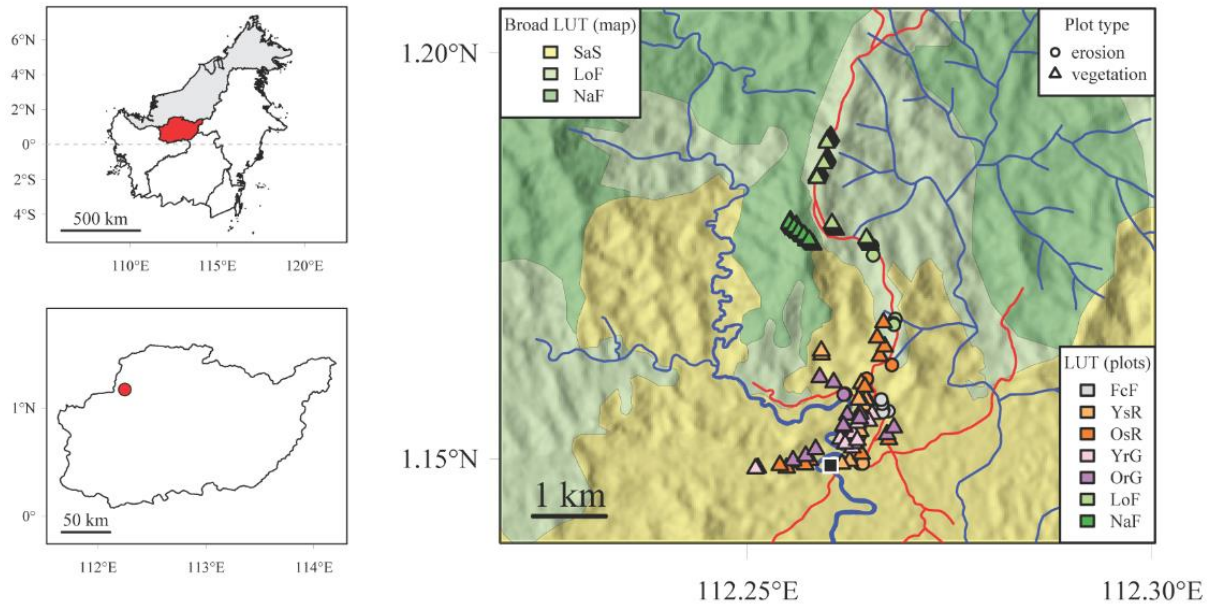 6°N
4°N
2°N
0°
2°S
4°S
500 km
110°E
115°E
120°E
1°N
0°
50 km
112°E
113°E
114°E
Broad LUT (map)
SaS
LoF
NaF
Plot type
erosion
vegetation
LUT (plots)
FcF
YsR
OsR
YrG
OrG
LoF
NaF
1.20°N
1.15°N
1 km
112.25°E
112.30°E